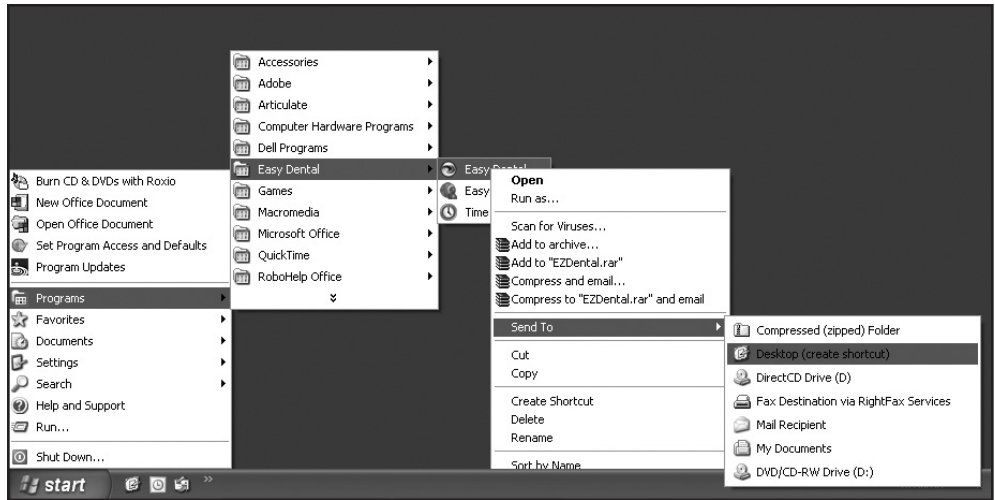 Burn CD & DVDs with Roxio
New Office Document
Open Office Document
Set Program Access and Defaults
Program Updates
Programs
Favorites
Documents
Settings
Search
Help and Support
Run...
Shut Down...
start
Accessories
Adobe
Articulate
Computer Hardware Programs
Dell Programs
Easy Dental
Games
Macromedia
Microsoft Office
QuickTime
RoboHelp Office
Easy Dental
Easy
Time
Open
Run as...
Scan for Viruses...
Add to archive...
Add to "EZDental.rar"
Compress and email...
Compress to "EZDental.rar" and email
Send To
Cut
Copy
Create Shortcut
Delete
Rename
Sort by Name
Compressed (zipped) Folder
Desktop (create shortcut)
DirectCD Drive (D)
Fax Destination via RightFax Services
Mail Recipient
My Documents
DVD/CD-RW Drive (D:)